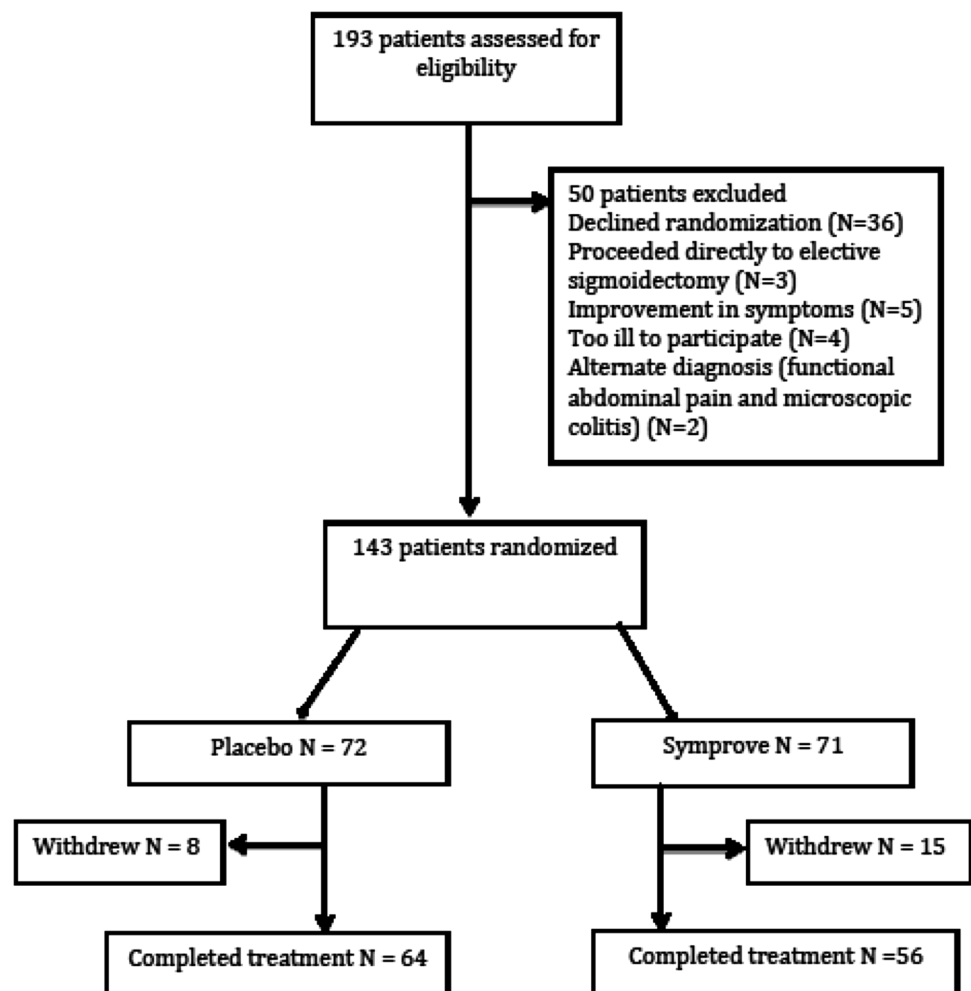 193 patients assessed for
eligibility
50 patients excluded
Declined randomization (N=36)
Proceeded directly to elective
sigmoidectomy (N=3)
Improvement in symptoms (N=5)
Too ill to participate (N=4)
Alternate diagnosis (functional
abdominal pain and microscopic
colitis) (N=2)
143 patients randomized
Placebo N = 72
Symprove N = 71
Withdrew N = 8
Withdrew N = 15
Completed treatment N = 64
Completed treatment N =56